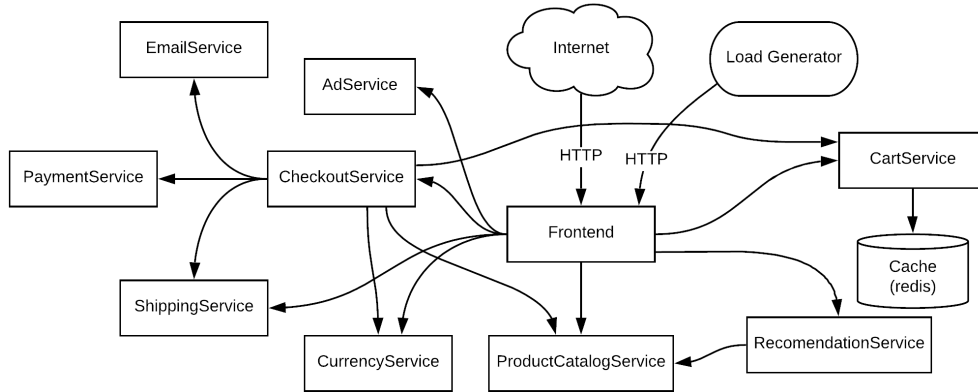 EmailService
Internet
Load Generator
AdService
HTTP
HTTP
CartService
PaymentService
CheckoutService
Frontend
Cache
(redis)
ShippingService
CurrencyService
ProductCatalogService
RecomendationService